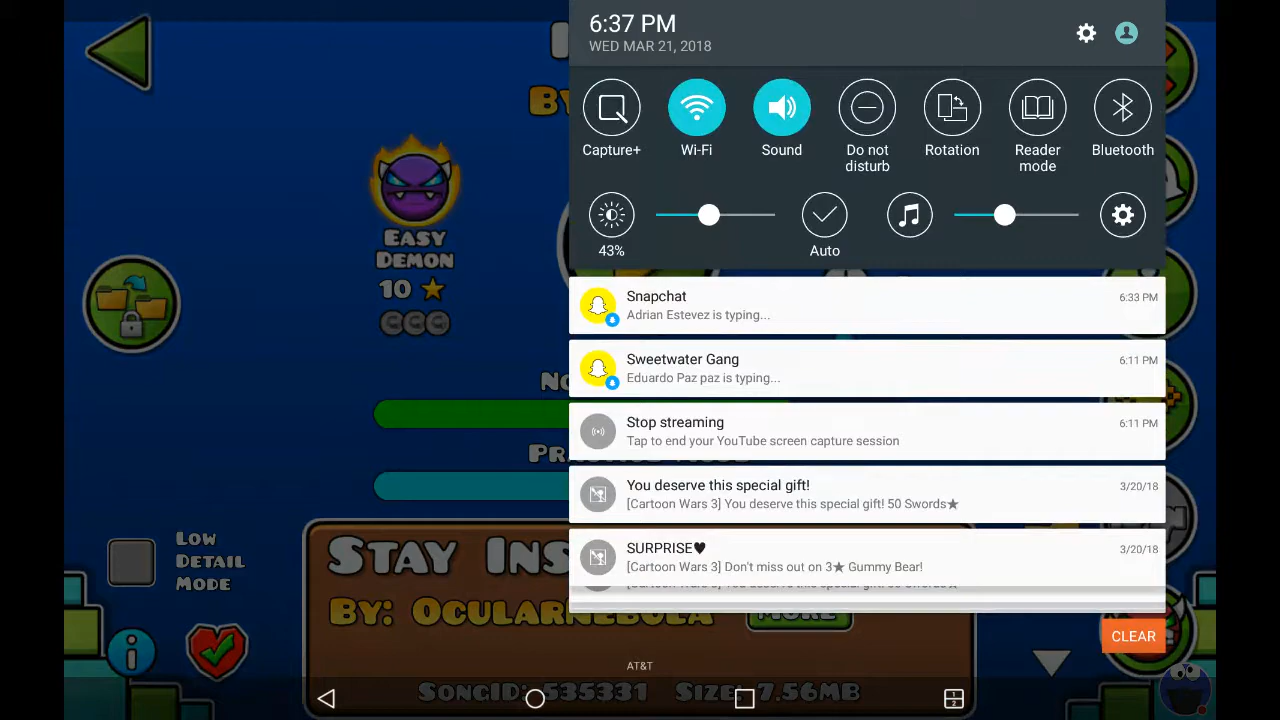 6:37 PM
WED MAR 21, 2018
Capture+
Wi-Fi
Sound
Do not
disturb
Rotation
Reader
mode
Bluetooth
43%
Auto
Snapchat
6:33 PM
Adrian Estevez is typing...
Sweetwater Gang
6:11 PM
Eduardo Paz paz is typing...
Stop streaming
6:11 PM
Tap to end your YouTube screen capture session
You deserve this special gift!
3/20/18
[Cartoon Wars 3] You deserve this special gift! 50 Swords★
SURPRISE♥
3/20/18
[Cartoon Wars 3] Don't miss out on 3★ Gummy Bear!
CLEAR
Easy
Demon
10
Low
Detail
Mode
Stay Ins
By: OcularNebula
More
AT&T
SongID: 535331 Size: 7.56MB